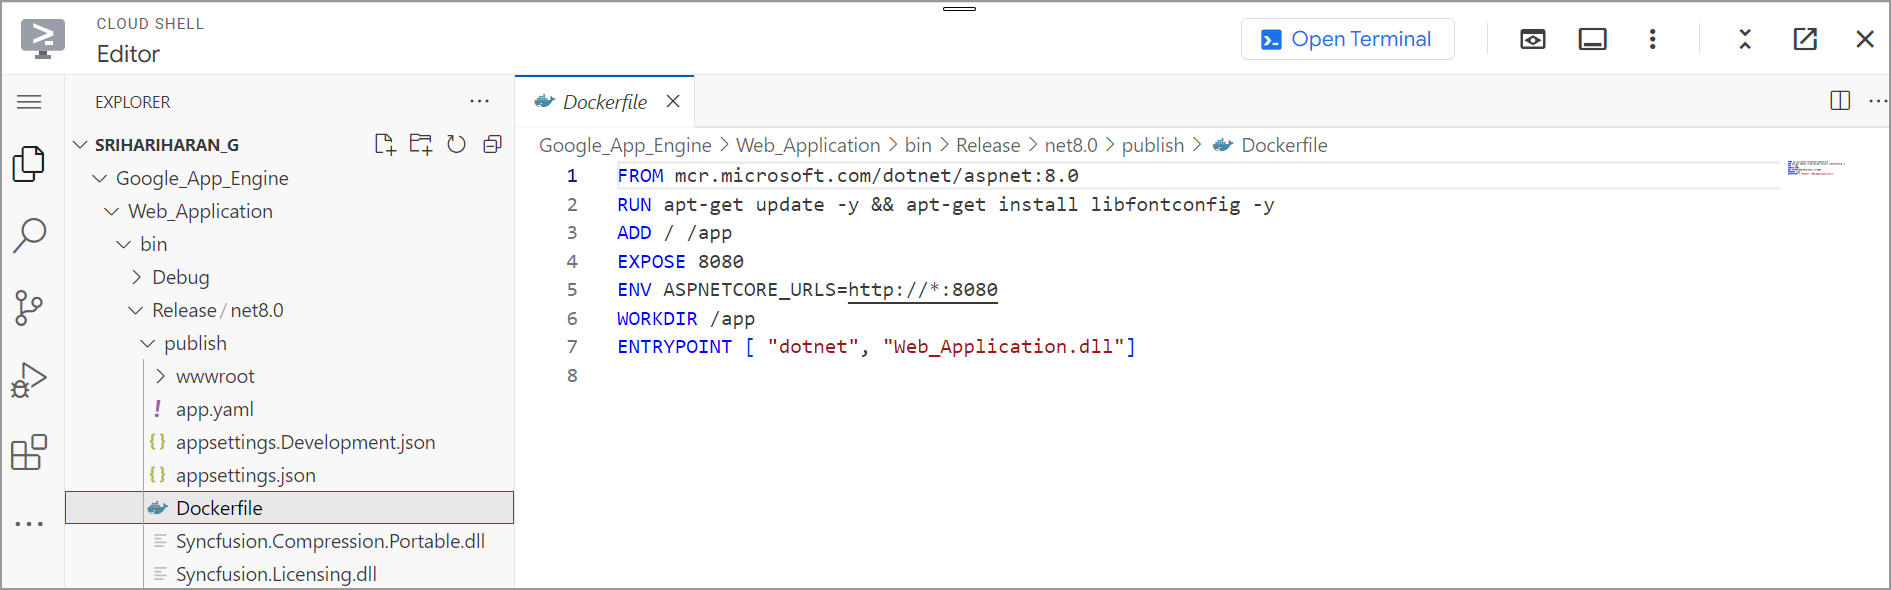 CLOUD SHELL
Editor
Open Terminal
EXPLORER
SRIHARIHARAN_G
Google_App_Engine
Web_Application
bin
Debug
Release / net8.0
publish
wwwroot
! app.yaml
{} appsettings.Development.json
{} appsettings.json
Dockerfile
Syncfusion.Compression.Portable.dll
Syncfusion.Licensing.dll
Dockerfile
Google_App_Engine > Web_Application > bin > Release > net8.0 > publish > Dockerfile
1 FROM mcr.microsoft.com/dotnet/aspnet:8.0
2 RUN apt-get update -y && apt-get install libfontconfig -y
3 ADD / /app
4 EXPOSE 8080
5 ENV ASPNETCORE_URLS=http://*:8080
6 WORKDIR /app
7 ENTRYPOINT [ "dotnet", "Web_Application.dll"]
8